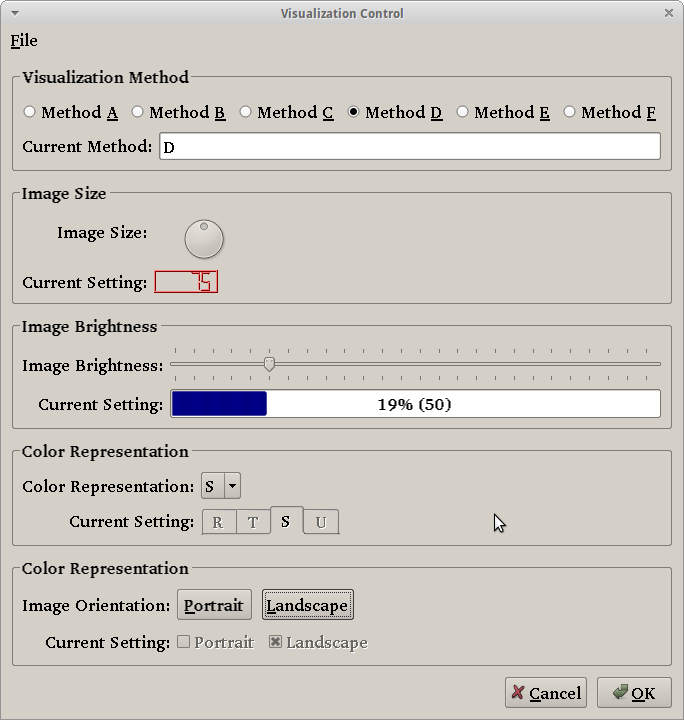 Visualization Control
File
Visualization Method
Method A Method B Method C Method D Method E Method F
Current Method: D
Image Size
Image Size:
Current Setting: 75
Image Brightness
Image Brightness:
Current Setting: 19% (50)
Color Representation
Color Representation: S
Current Setting: R T S U
Color Representation
Image Orientation: Portrait Landscape
Current Setting: Portrait Landscape
Cancel OK